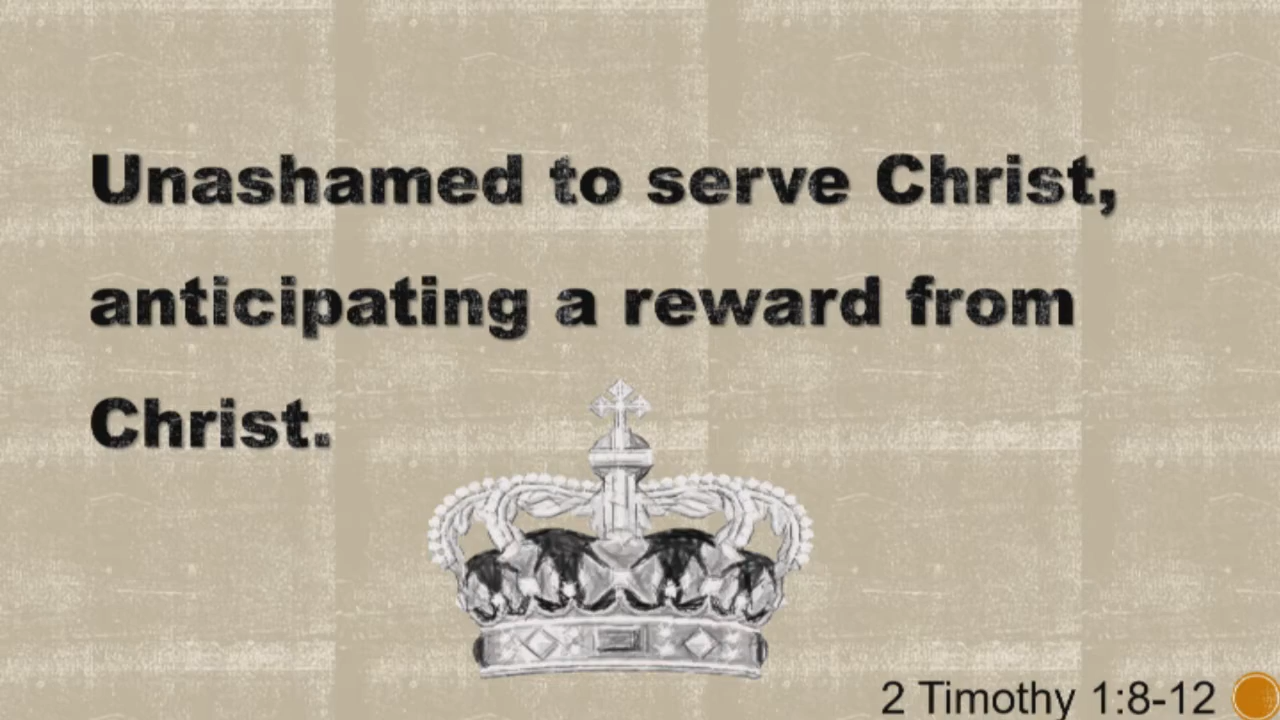 Unashamed to serve Christ,
anticipating a reward from
Christ.
2 Timothy 1:8-12